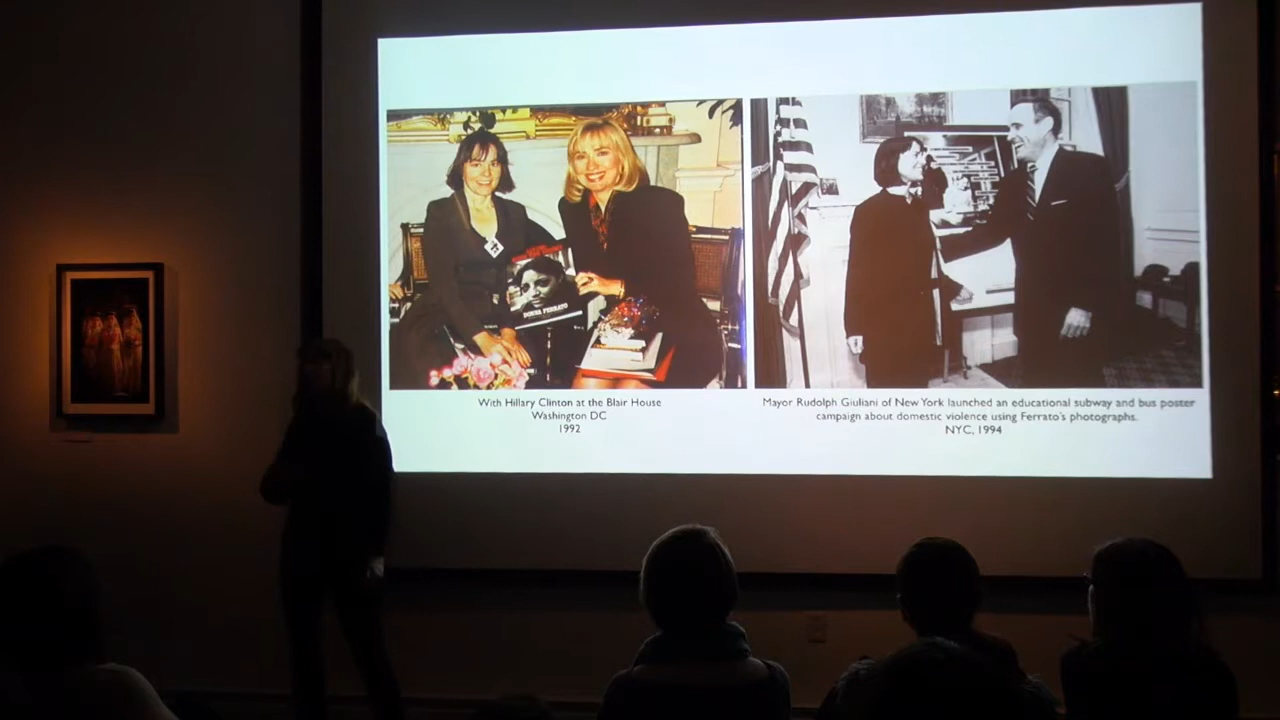 DONNA FERRATO
With Hillary Clinton at the Blair House
Washington DC
1992
Mayor Rudolph Giuliani of New York launched an educational subway and bus poster
campaign about domestic violence using Ferrato's photographs.
NYC, 1994